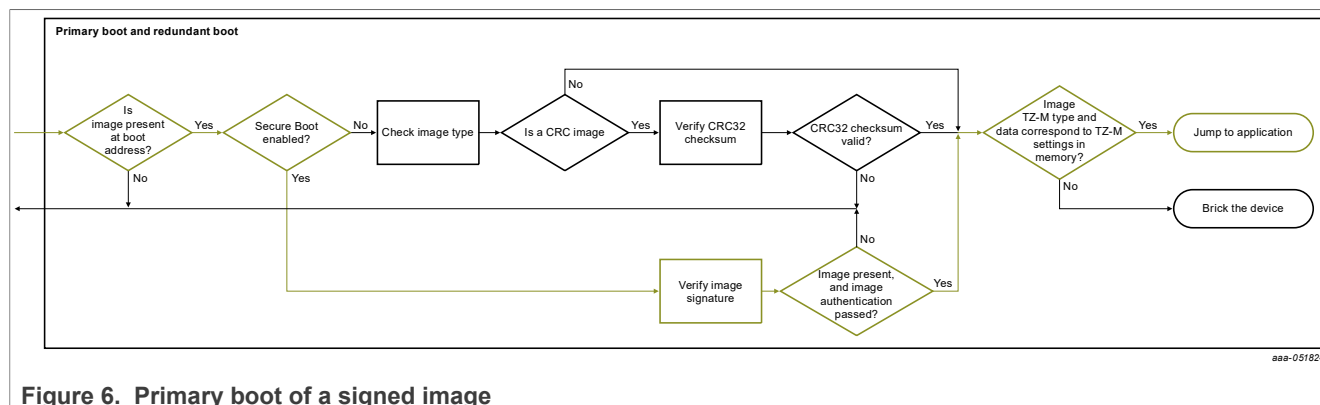 Primary boot and redundant boot
No
Is
image present
at boot
address?
Yes
Secure Boot
enabled?
No
Check image type
Is a CRC image
Yes
Verify CRC32
checksum
CRC32 checksum
valid?
Yes
Image
TZ-M type and
data correspond to TZ-M
settings in
memory?
Yes
Jump to application
No
Yes
No
No
Brick the device
No
Verify image
signature
Image present,
and image
authentication
passed?
Yes
aaa-05182
Figure 6. Primary boot of a signed image